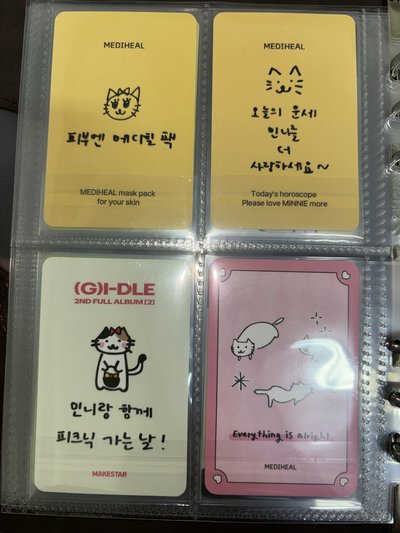 MEDIHEAL
피부엔 메디힐 팩
MEDIHEAL mask pack
for your skin
MEDIHEAL
오늘의 운세
민니를
더
사랑하세요~
Today's horoscope
Please love MINNIE more
(G)I-DLE
2ND FULL ALBUM [2]
민니랑 함께
피크닉 가는 날!
MAKESTAR
Everything is alright
MEDIHEAL